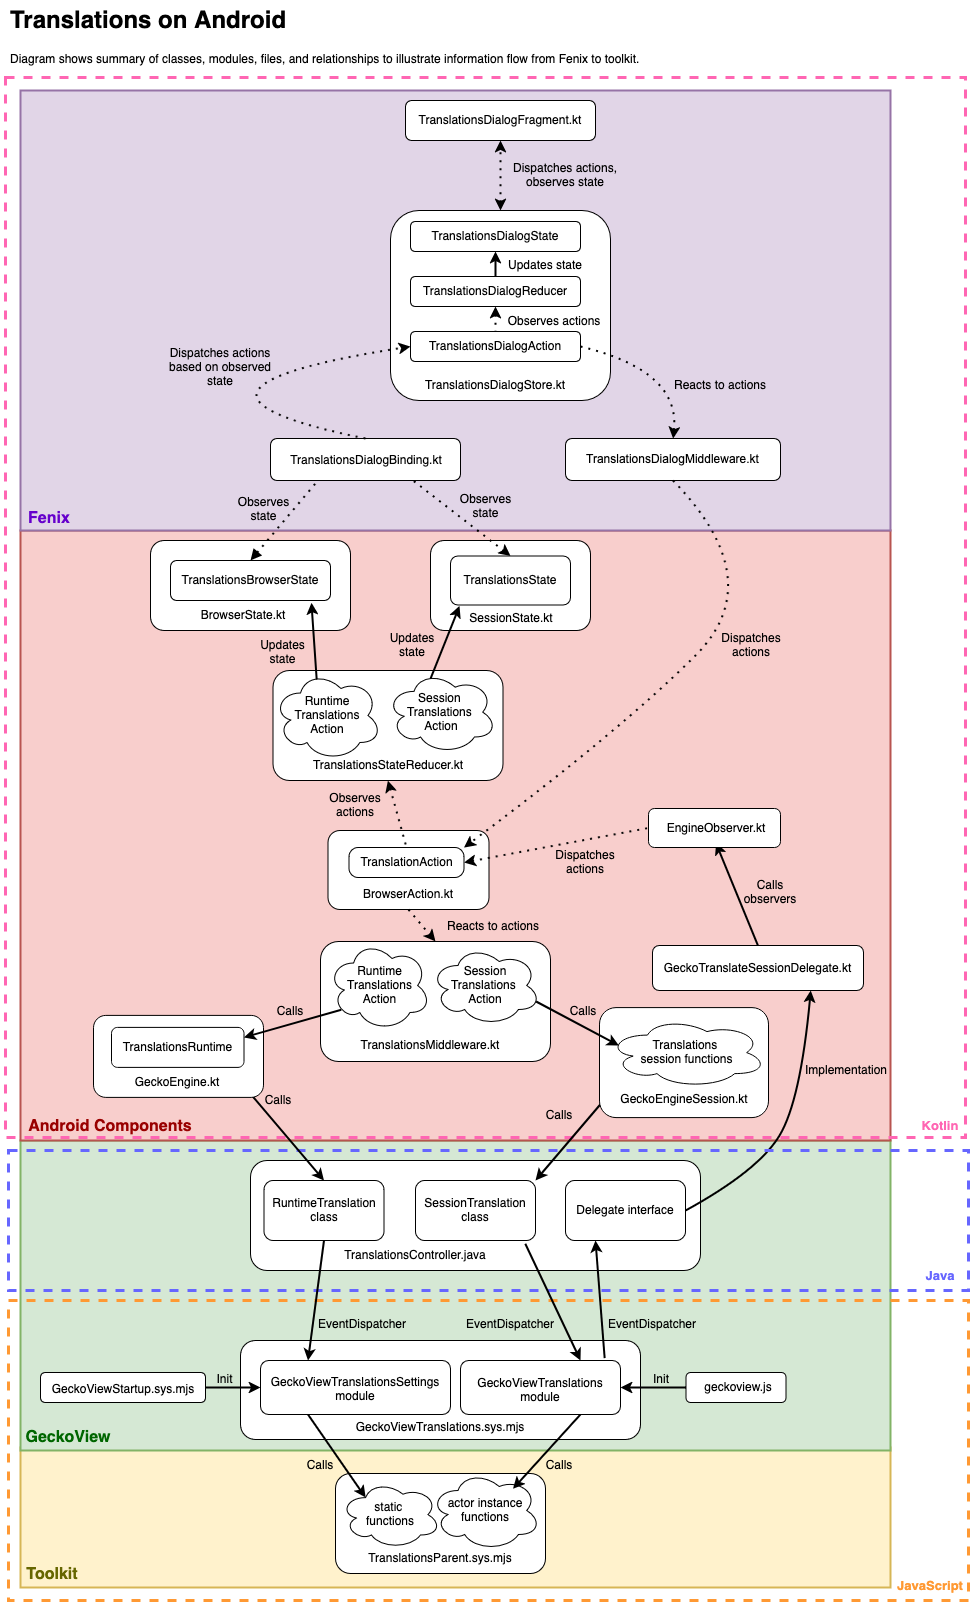 Translations on Android
Diagram shows summary of classes, modules, files, and relationships to illustrate information flow from Fenix to toolkit.
TranslationsDialogFragment.kt
Dispatches actions,
observes state
TranslationsDialogState
Updates state
TranslationsDialogReducer
Observes actions
TranslationsDialogAction
TranslationsDialogStore.kt
Dispatches actions
based on observed
state
Reacts to actions
TranslationsDialogBinding.kt
TranslationsDialogMiddleware.kt
Observes
state
Observes
state
Fenix
TranslationsBrowserState
BrowserState.kt
TranslationsState
SessionState.kt
Updates
state
Updates
state
Dispatches
actions
Runtime
Translations
Action
Session
Translations
Action
TranslationsStateReducer.kt
Observes
actions
EngineObserver.kt
TranslationAction
BrowserAction.kt
Dispatches
actions
Calls
observers
Reacts to actions
Runtime
Translations
Action
Session
Translations
Action
TranslationsMiddleware.kt
GeckoTranslateSessionDelegate.kt
Calls
Calls
TranslationsRuntime
GeckoEngine.kt
Translations
session functions
GeckoEngineSession.kt
Implementation
Calls
Calls
Android Components
Kotlin
RuntimeTranslation
class
SessionTranslation
class
Delegate interface
TranslationsController.java
Java
EventDispatcher
EventDispatcher
EventDispatcher
GeckoViewStartup.sys.mjs
Init
GeckoViewTranslationsSettings
module
GeckoViewTranslations
module
Init
geckoview.js
GeckoViewTranslations.sys.mjs
GeckoView
Calls
Calls
static
functions
actor instance
functions
TranslationsParent.sys.mjs
Toolkit
JavaScript